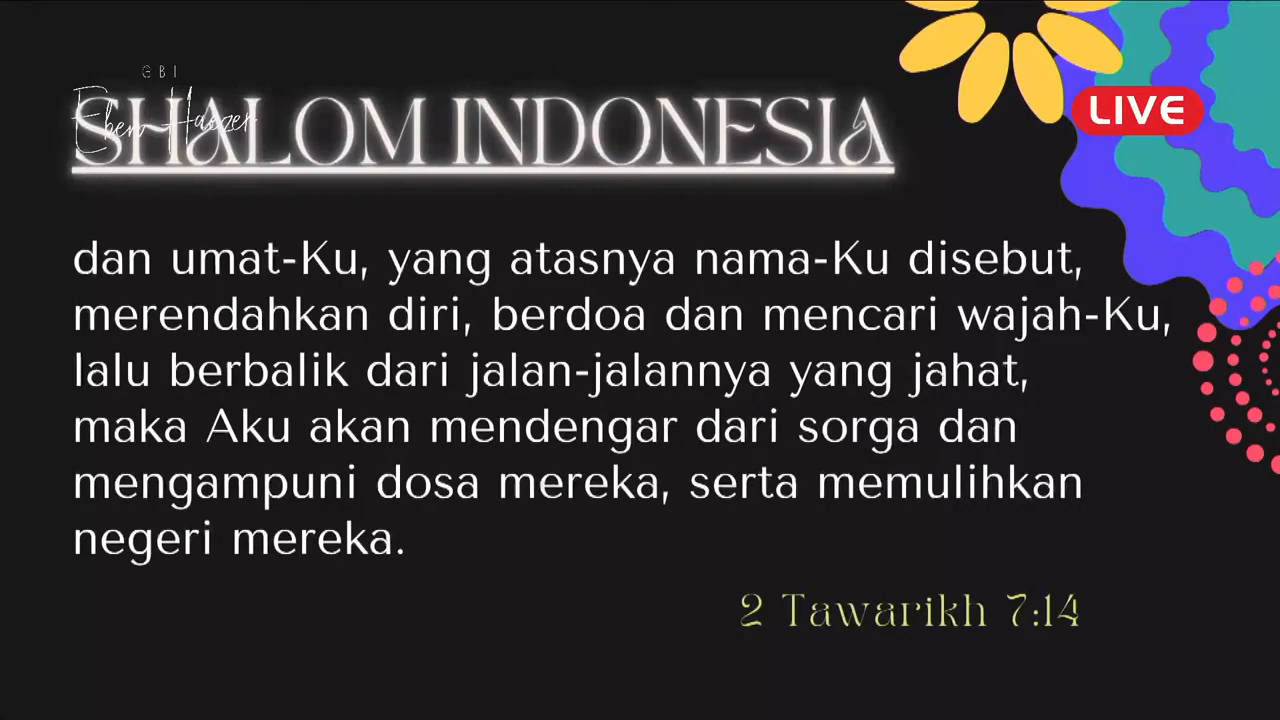 GBI
Eben Haezer
SHALOM INDONESIA
LIVE
dan umat-Ku, yang atasnya nama-Ku disebut,
merendahkan diri, berdoa dan mencari wajah-Ku,
lalu berbalik dari jalan-jalannya yang jahat,
maka Aku akan mendengar dari sorga dan
mengampuni dosa mereka, serta memulihkan
negeri mereka.
2 Tawarikh 7:14